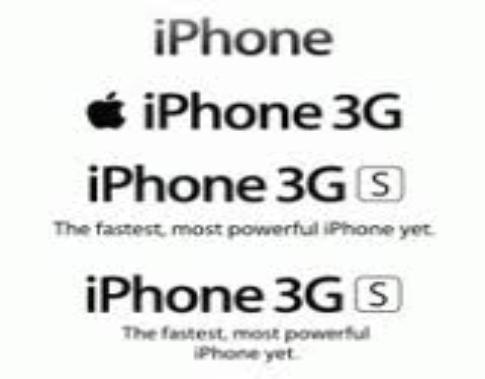 iPhone
iPhone 3G
iPhone 3G S
The fastest, most powerful iPhone yet.
iPhone 3G S
The fastest, most powerful
iPhone yet.